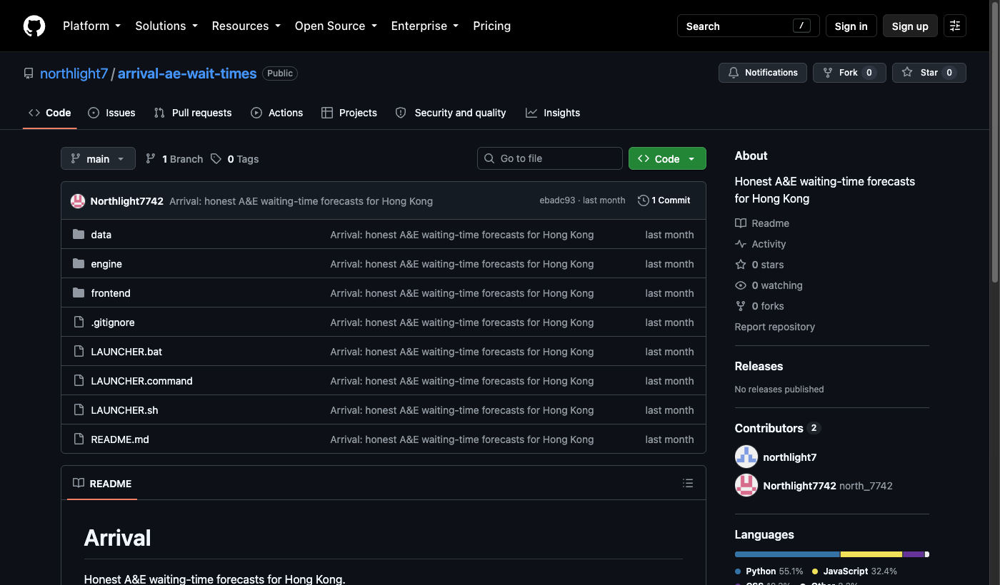 Platform Solutions Resources Open Source Enterprise Pricing Search / Sign in Sign up
northlight7 / arrival-ae-wait-times Public Notifications Fork 0 Star 0
Code Issues Pull requests Actions Projects Security and quality Insights
main 1 Branch 0 Tags Go to file Code
Northlight7742 Arrival: honest A&E waiting-time forecasts for Hong Kong ebadc93 · last month 1 Commit
data Arrival: honest A&E waiting-time forecasts for Hong Kong last month
engine Arrival: honest A&E waiting-time forecasts for Hong Kong last month
frontend Arrival: honest A&E waiting-time forecasts for Hong Kong last month
.gitignore Arrival: honest A&E waiting-time forecasts for Hong Kong last month
LAUNCHER.bat Arrival: honest A&E waiting-time forecasts for Hong Kong last month
LAUNCHER.command Arrival: honest A&E waiting-time forecasts for Hong Kong last month
LAUNCHER.sh Arrival: honest A&E waiting-time forecasts for Hong Kong last month
README.md Arrival: honest A&E waiting-time forecasts for Hong Kong last month
README
Arrival
Honest A&E waiting-time forecasts for Hong Kong.
About
Honest A&E waiting-time forecasts
for Hong Kong
Readme
Activity
0 stars
0 watching
0 forks
Report repository
Releases
No releases published
Contributors 2
northlight7
Northlight7742 north_7742
Languages
Python 55.1% JavaScript 32.4%